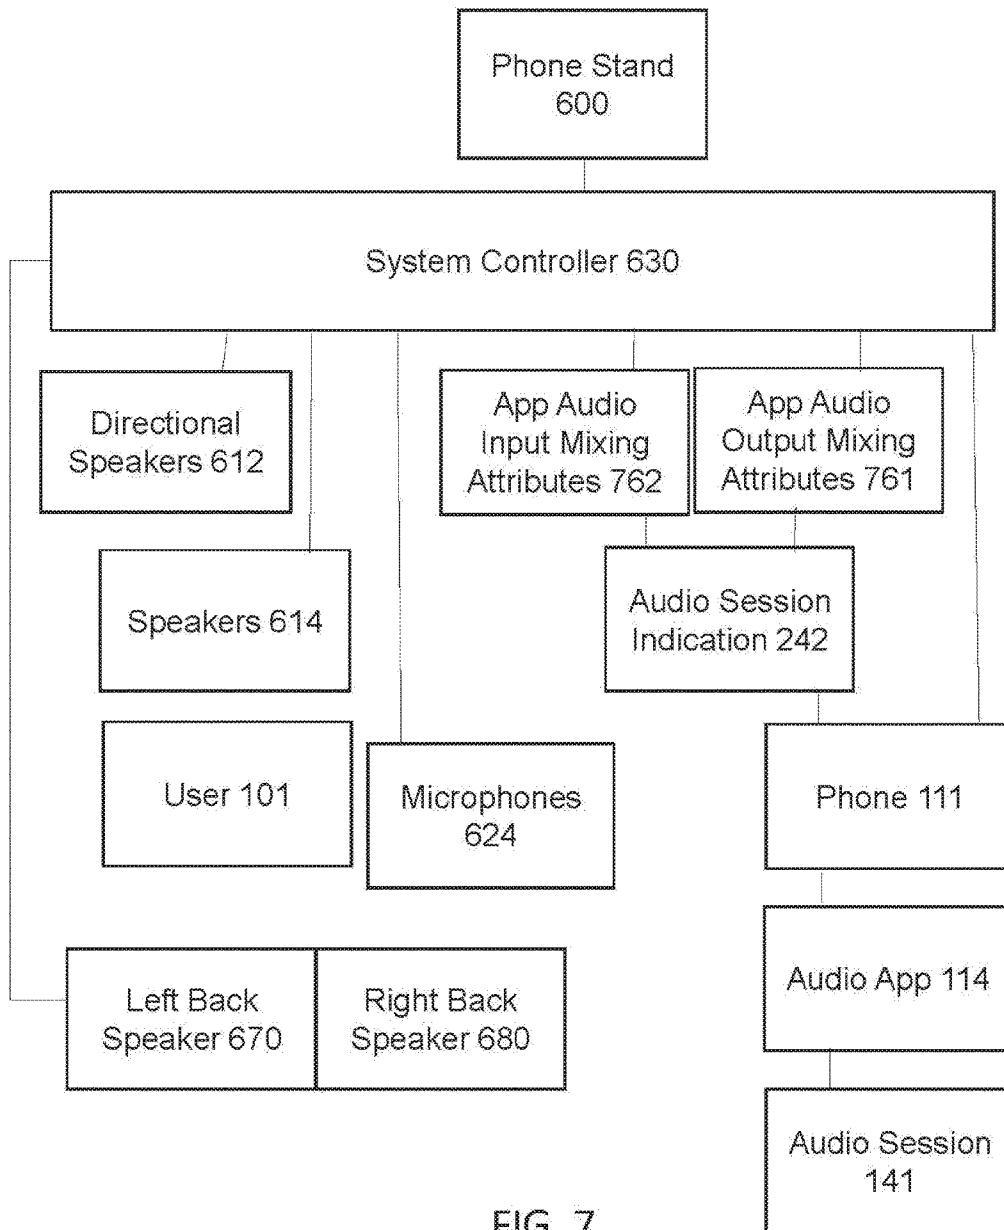 Phone Stand
600
System Controller 630
Directional
Speakers 612
App Audio
Input Mixing
Attributes 762
App Audio
Output Mixing
Attributes 761
Speakers 614
Audio Session
Indication 242
User 101
Microphones
624
Phone 111
Left Back
Speaker 670
Right Back
Speaker 680
Audio App 114
Audio Session
141
FIG. 7